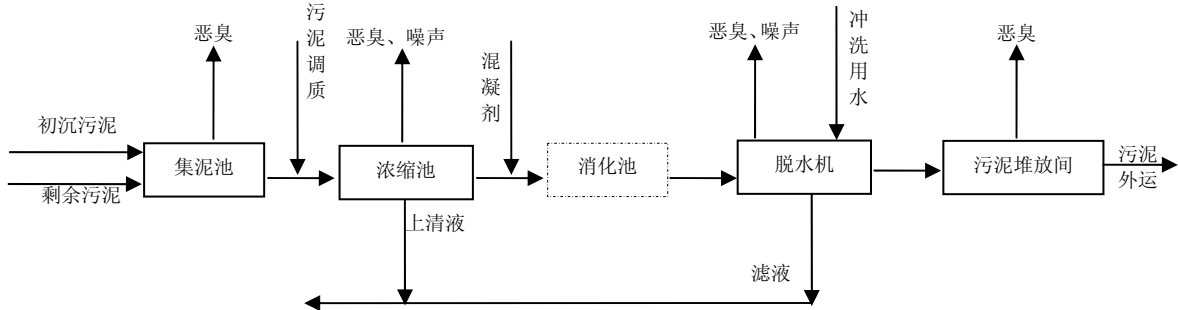 恶臭
污泥调质
恶臭、噪声
混凝剂
恶臭、噪声
冲洗用水
恶臭
初沉污泥
剩余污泥
集泥池
浓缩池
消化池
脱水机
污泥堆放间
污泥
外运
上清液
滤液